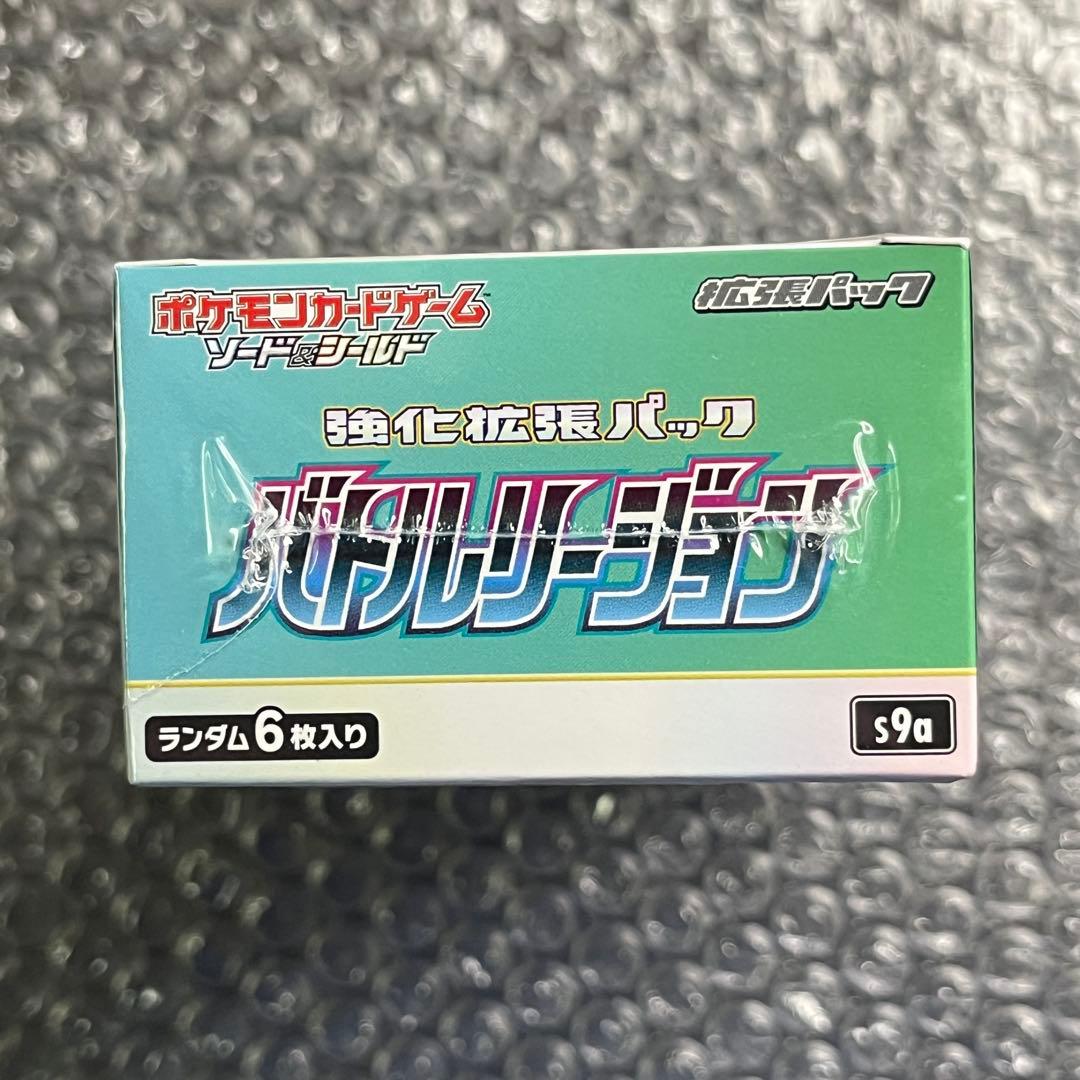 ポケモンカードゲーム
ソード&シールド
拡張パック
強化拡張パック
バトルリージョン
ランダム6枚入り
s9a